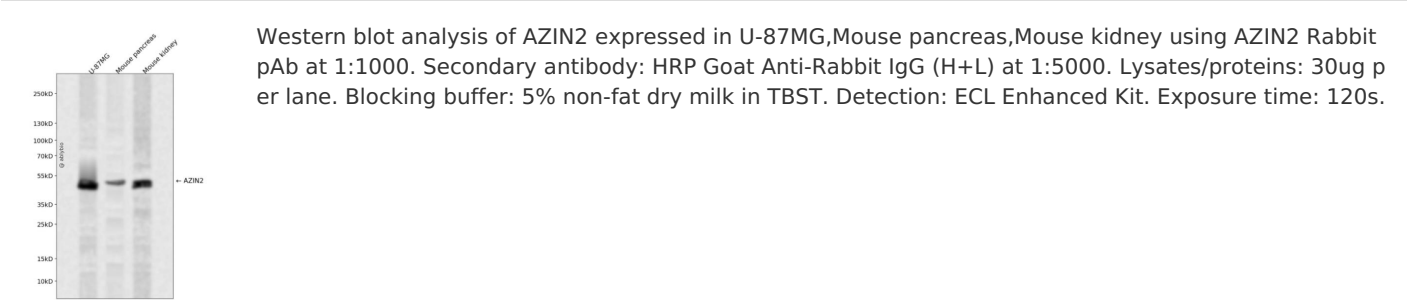 U-87MG
Mouse pancreas
Mouse kidney
250kD
130kD
100kD
70kD
55kD
35kD
25kD
15kD
10kD
@ abybio
← AZIN2
Western blot analysis of AZIN2 expressed in U-87MG,Mouse pancreas,Mouse kidney using AZIN2 Rabbit
pAb at 1:1000. Secondary antibody: HRP Goat Anti-Rabbit IgG (H+L) at 1:5000. Lysates/proteins: 30ug p
er lane. Blocking buffer: 5% non-fat dry milk in TBST. Detection: ECL Enhanced Kit. Exposure time: 120s.